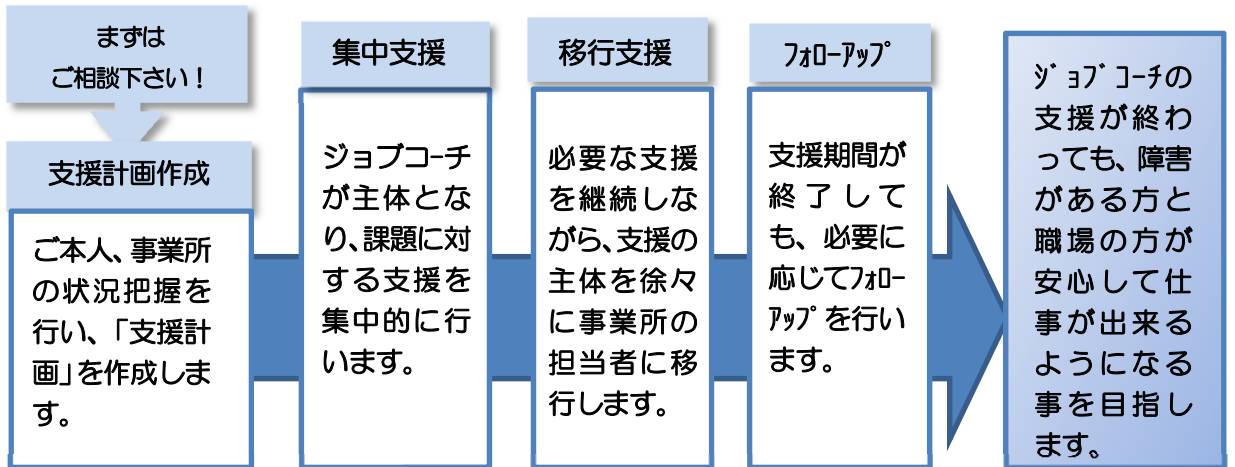 まずは
ご相談下さい！
支援計画作成
ご本人、事業所
の状況把握を
行い、「支援計
画」を作成しま
す。
集中支援
ジョブコーチ
が主体とな
り、課題に対
する支援を
集中的に行
います。
移行支援
必要な支援
を継続しな
がら、支援の
主体を徐々
に事業所の
担当者に移
行します。
ﾌｫﾛｰｱｯﾌﾟ
支援期間が
終了して
も、必要に
応じてﾌｫﾛｰ
ｱｯﾌﾟを行い
ます。
ｼﾞｮﾌﾞｺｰﾁの
支援が終わ
っても、障害
がある方と
職場の方が
安心して仕
事が出来る
ようになる
事を目指し
ます。